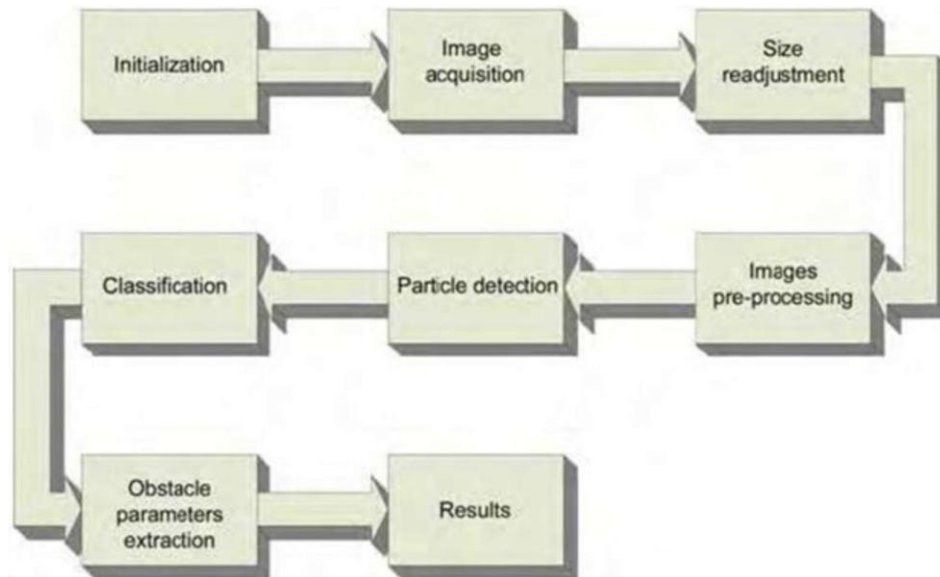 Initialization
Image
acquisition
Size
readjustment
Images
pre-processing
Particle detection
Classification
Obstacle
parameters
extraction
Results